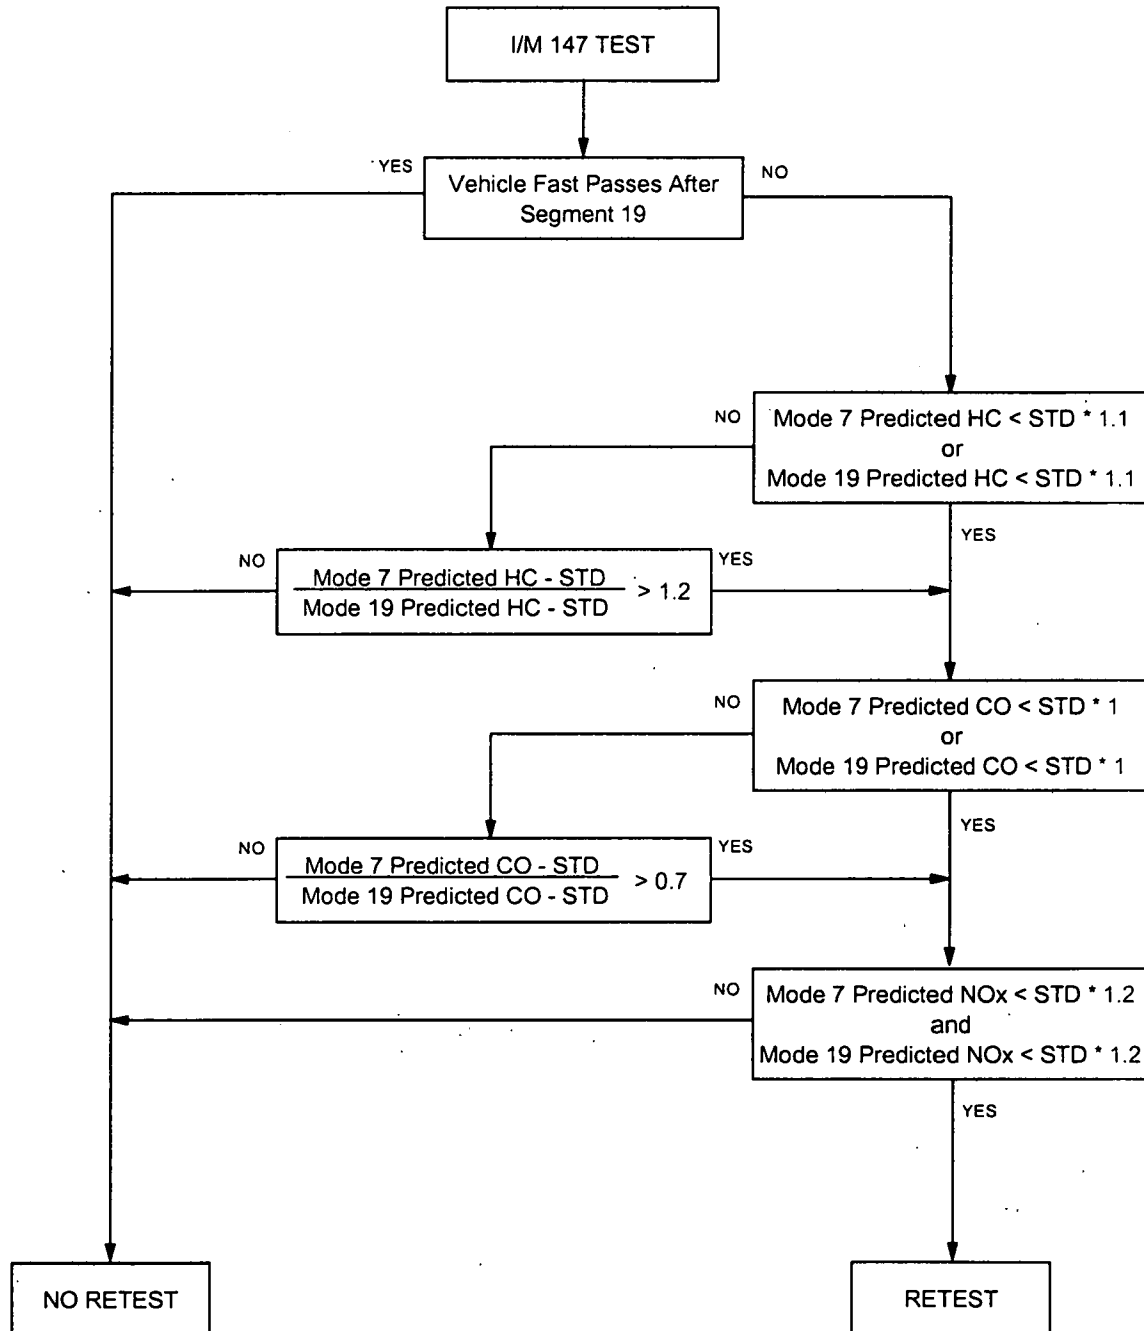 I/M 147 TEST
YES
NO
Vehicle Fast Passes After
Segment 19
NO
Mode 7 Predicted HC < STD * 1.1
or
Mode 19 Predicted HC < STD * 1.1
YES
NO
Mode 7 Predicted HC - STD
Mode 19 Predicted HC - STD
> 1.2
YES
NO
Mode 7 Predicted CO < STD * 1
or
Mode 19 Predicted CO < STD * 1
YES
NO
Mode 7 Predicted CO - STD
Mode 19 Predicted CO - STD
> 0.7
YES
NO
Mode 7 Predicted NOx < STD * 1.2
and
Mode 19 Predicted NOx < STD * 1.2
YES
NO RETEST
RETEST